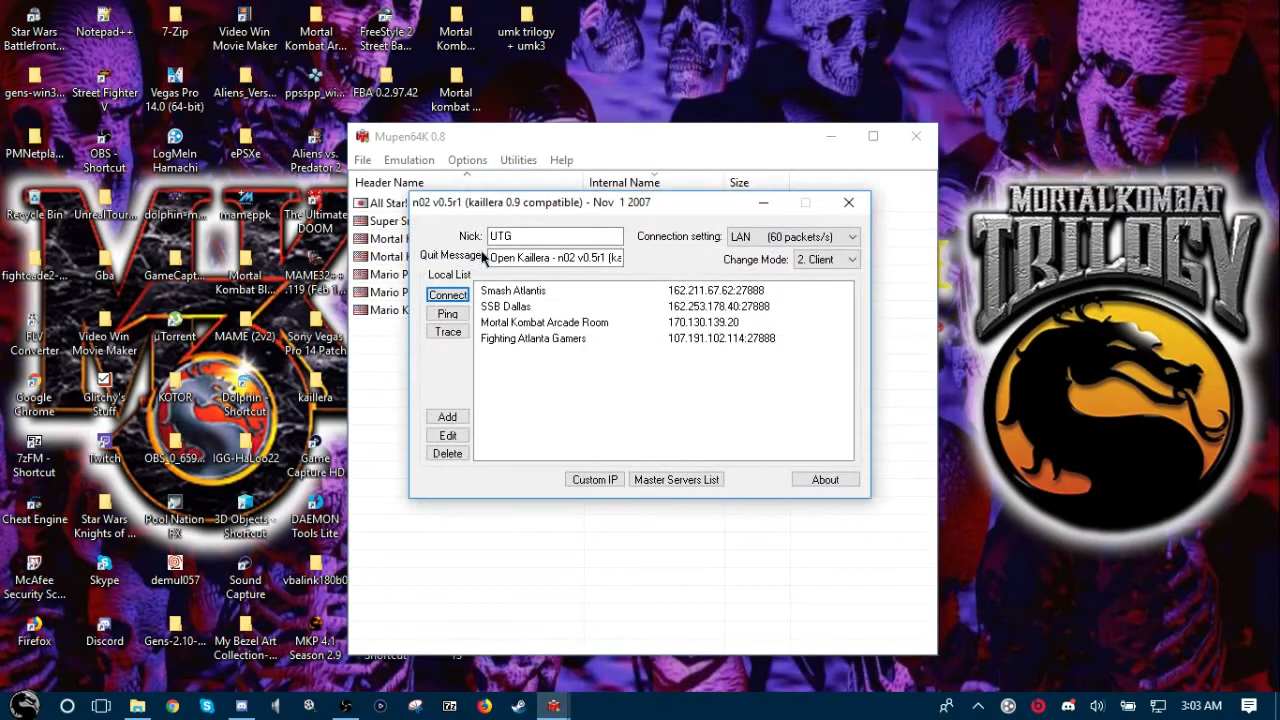 Star Wars
Battlefront...
Notepad++
7-Zip
Video Win
Movie Maker
Mortal
Kombat Ar...
FreeStyle 2
Street Ba...
Mortal
Komb...
umk trilogy
+ umk3
gens-win3...
Street Fighter
V
Vegas Pro
14.0 (64-bit)
Aliens_Vers...
ppsspp_wi...
FBA 0.2.97.42
Mortal
kombat ...
PMNetpla...
OBS -
Shortcut
LogMeIn
Hamachi
ePSXe
Aliens vs.
Predator 2
Recycle Bin
UnrealTour...
dolphin-m...
mameppk
The Ultimate
DOOM
fightcade2-...
GameCapt...
Mortal
Kombat Bl...
Gba
MAME32++
.119 (Feb 1...
FLV
Converter
Video Win
Movie Maker
µTorrent
MAME (2v2)
Sony Vegas
Pro 14 Patch
Google
Chrome
Glitchy's
Stuff
KOTOR
Dolphin -
Shortcut
kaillera
7zFM -
Shortcut
Twitch
OBS_0_659...
IGG-HaLoo22
Game
Capture HD
Cheat Engine
Star Wars
Knights of ...
Pool Nation
FX
3D Objects -
Shortcut
DAEMON
Tools Lite
McAfee
Security Sc...
Skype
demul057
Sound
Capture
vbalink180b0
Firefox
Discord
Gens-2.10-...
My Bezel Art
Collection-...
MKP 4.1
Season 2.9
Mupen64K 0.8
File Emulation Options Utilities Help
Header Name Internal Name Size
All Star!
Super S
Mortal
Mortal
Mario P
Mario P
Mario K
n02 v0.5r1 (kaillera 0.9 compatible) - Nov 1 2007
Nick: UTG Connection setting: LAN (60 packets/s)
Quit Message: Open Kaillera - n02 v0.5r1 (ka Change Mode: 2. Client
Local List
Connect
Ping
Trace
Add
Edit
Delete
Smash Atlantis 162.211.67.62:27888
SSB Dallas 162.253.178.40:27888
Mortal Kombat Arcade Room 170.130.139.20
Fighting Atlanta Gamers 107.191.102.114:27888
Custom IP Master Servers List About
MORTAL KOMBAT
TRILOGY
3:03 AM